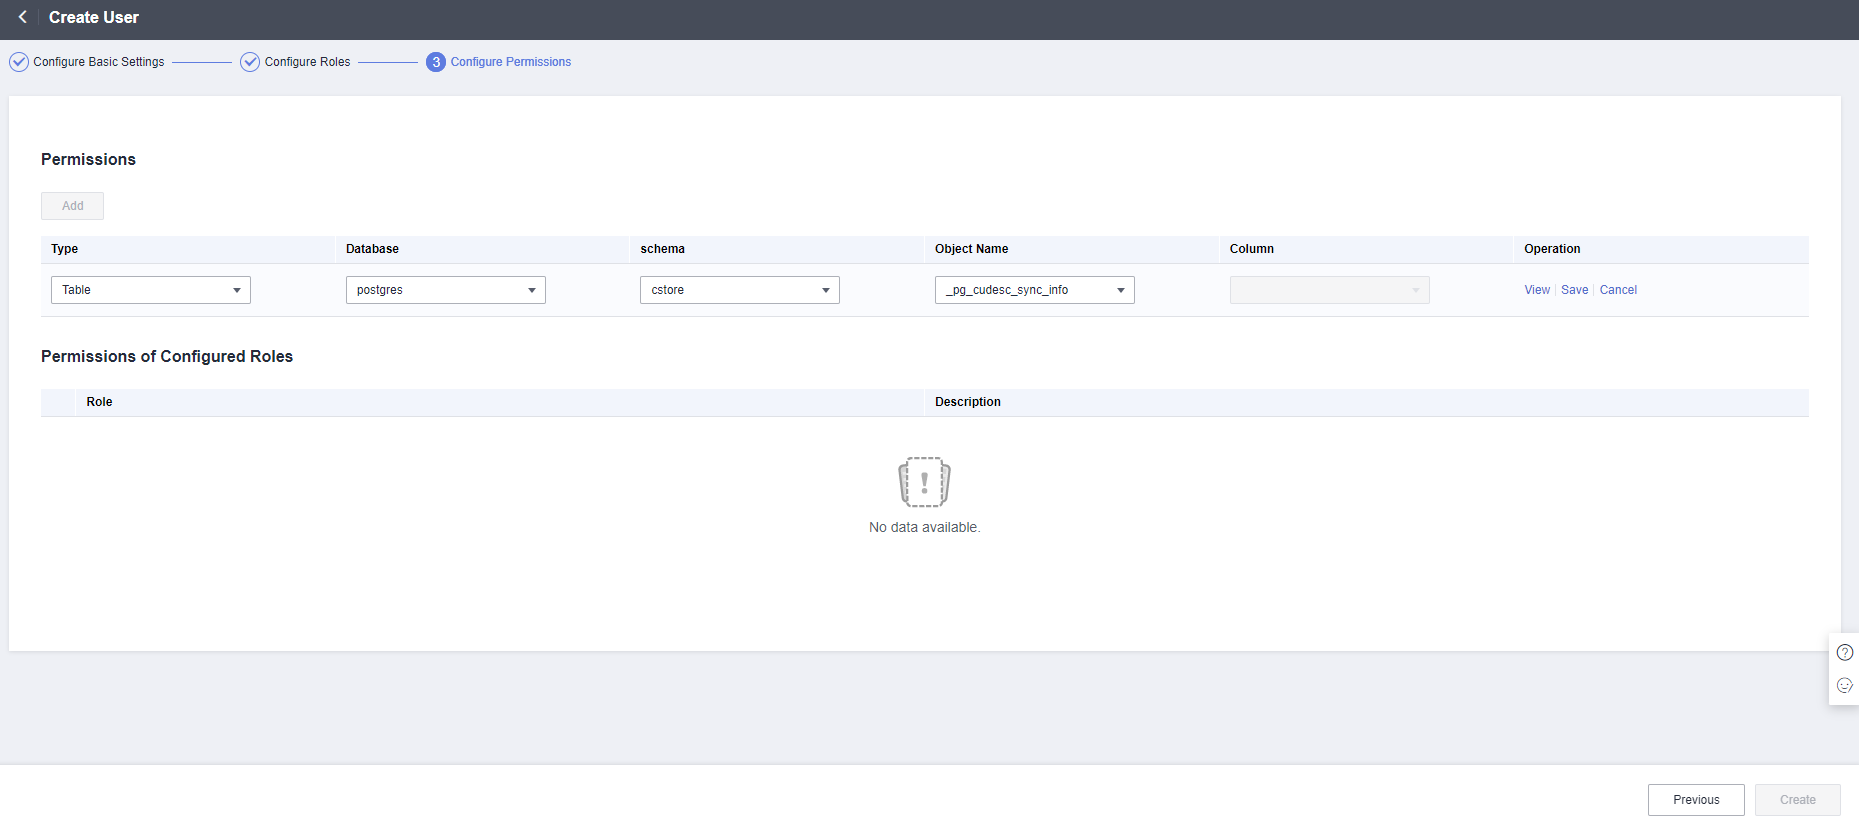 Create User
Configure Basic Settings
Configure Roles
3 Configure Permissions
Permissions
Add
Type Database schema Object Name Column Operation
Table postgres cstore _pg_cudesc_sync_info View Save Cancel
Permissions of Configured Roles
Role Description
No data available.
Previous Create